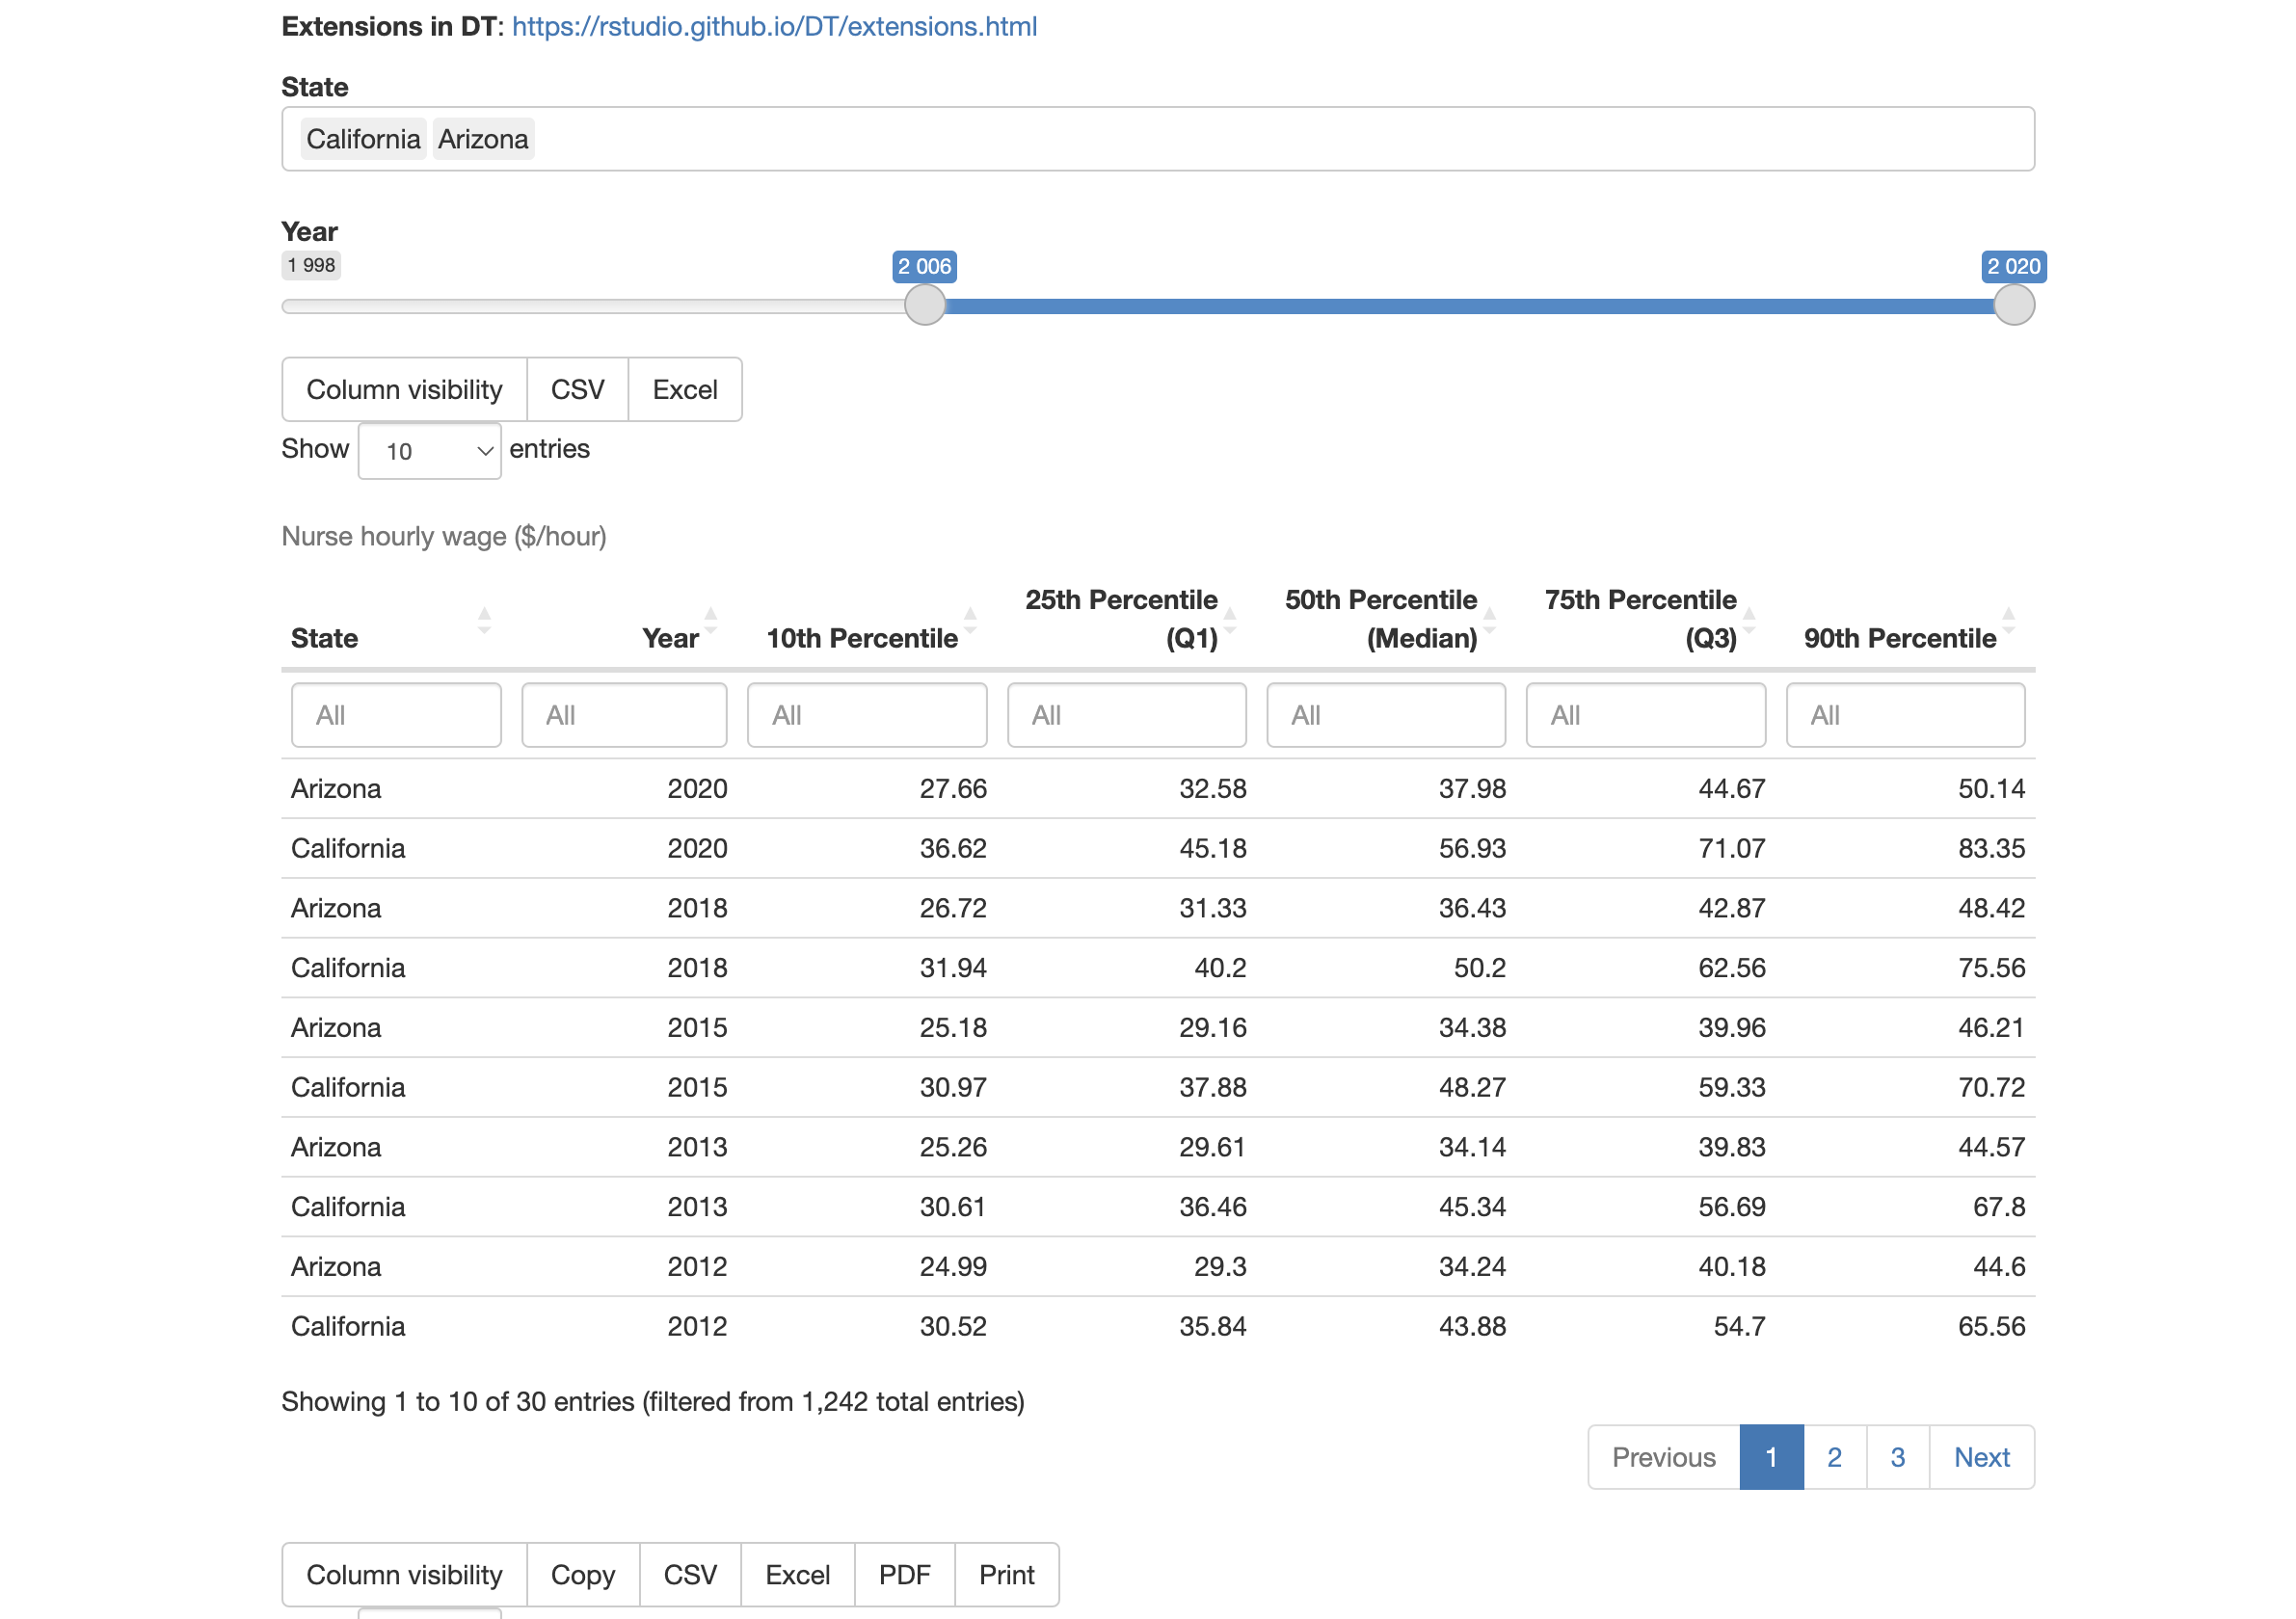 Extensions in DT: https://rstudio.github.io/DT/extensions.html
State
California Arizona
Year
1 998 2 006 2 020
Column visibility CSV Excel
Show 10 entries
Nurse hourly wage ($/hour)
State Year 10th Percentile 25th Percentile (Q1) 50th Percentile (Median) 75th Percentile (Q3) 90th Percentile
All All All All All All All
Arizona 2020 27.66 32.58 37.98 44.67 50.14
California 2020 36.62 45.18 56.93 71.07 83.35
Arizona 2018 26.72 31.33 36.43 42.87 48.42
California 2018 31.94 40.2 50.2 62.56 75.56
Arizona 2015 25.18 29.16 34.38 39.96 46.21
California 2015 30.97 37.88 48.27 59.33 70.72
Arizona 2013 25.26 29.61 34.14 39.83 44.57
California 2013 30.61 36.46 45.34 56.69 67.8
Arizona 2012 24.99 29.3 34.24 40.18 44.6
California 2012 30.52 35.84 43.88 54.7 65.56
Showing 1 to 10 of 30 entries (filtered from 1,242 total entries)
Previous 1 2 3 Next
Column visibility Copy CSV Excel PDF Print